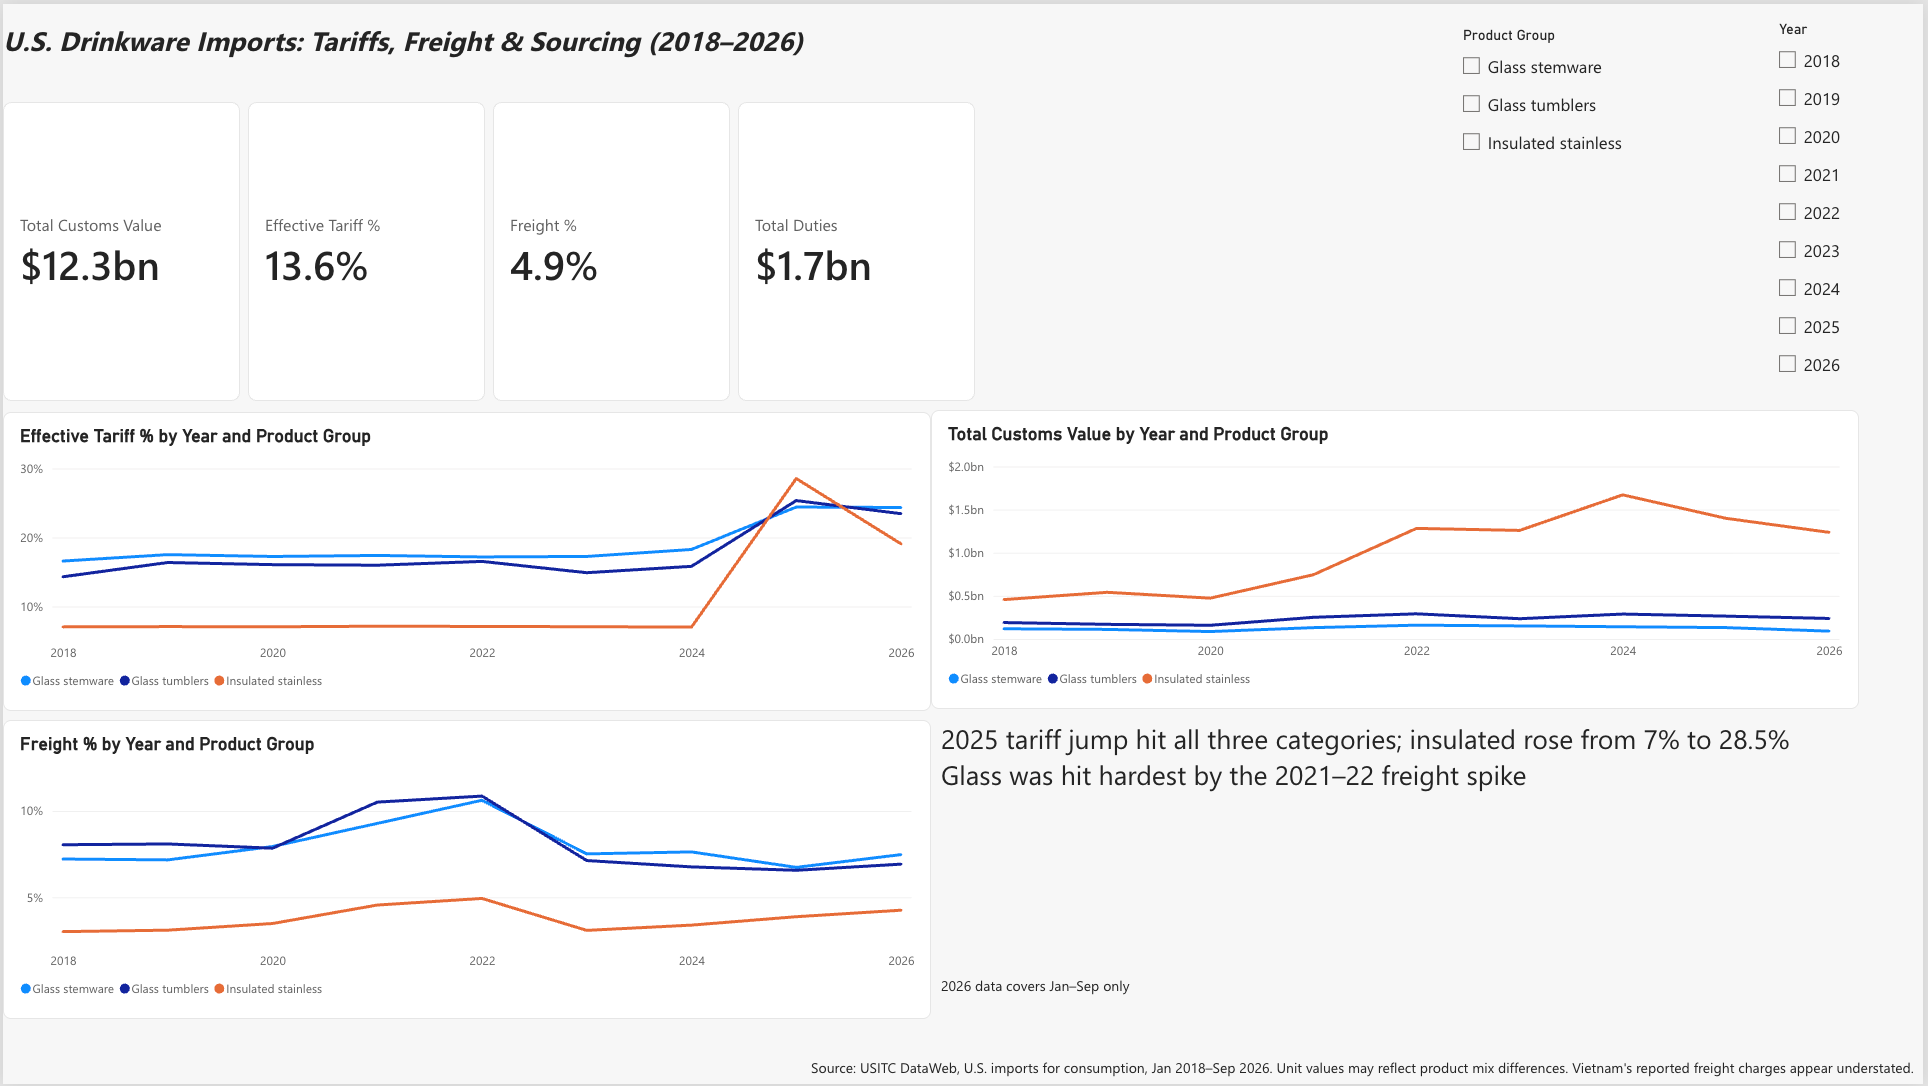 U.S. Drinkware Imports: Tariffs, Freight & Sourcing (2018–2026)
Product Group
Glass stemware
Glass tumblers
Insulated stainless
Year
2018
2019
2020
2021
2022
2023
2024
2025
2026
Total Customs Value
$12.3bn
Effective Tariff %
13.6%
Freight %
4.9%
Total Duties
$1.7bn
Effective Tariff % by Year and Product Group
30%
20%
10%
2018 2020 2022 2024 2026
Glass stemware Glass tumblers Insulated stainless
Total Customs Value by Year and Product Group
$2.0bn
$1.5bn
$1.0bn
$0.5bn
$0.0bn
2018 2020 2022 2024 2026
Glass stemware Glass tumblers Insulated stainless
Freight % by Year and Product Group
10%
5%
2018 2020 2022 2024 2026
Glass stemware Glass tumblers Insulated stainless
2025 tariff jump hit all three categories; insulated rose from 7% to 28.5%
Glass was hit hardest by the 2021–22 freight spike
2026 data covers Jan–Sep only
Source: USITC DataWeb, U.S. imports for consumption, Jan 2018–Sep 2026. Unit values may reflect product mix differences. Vietnam's reported freight charges appear understated.